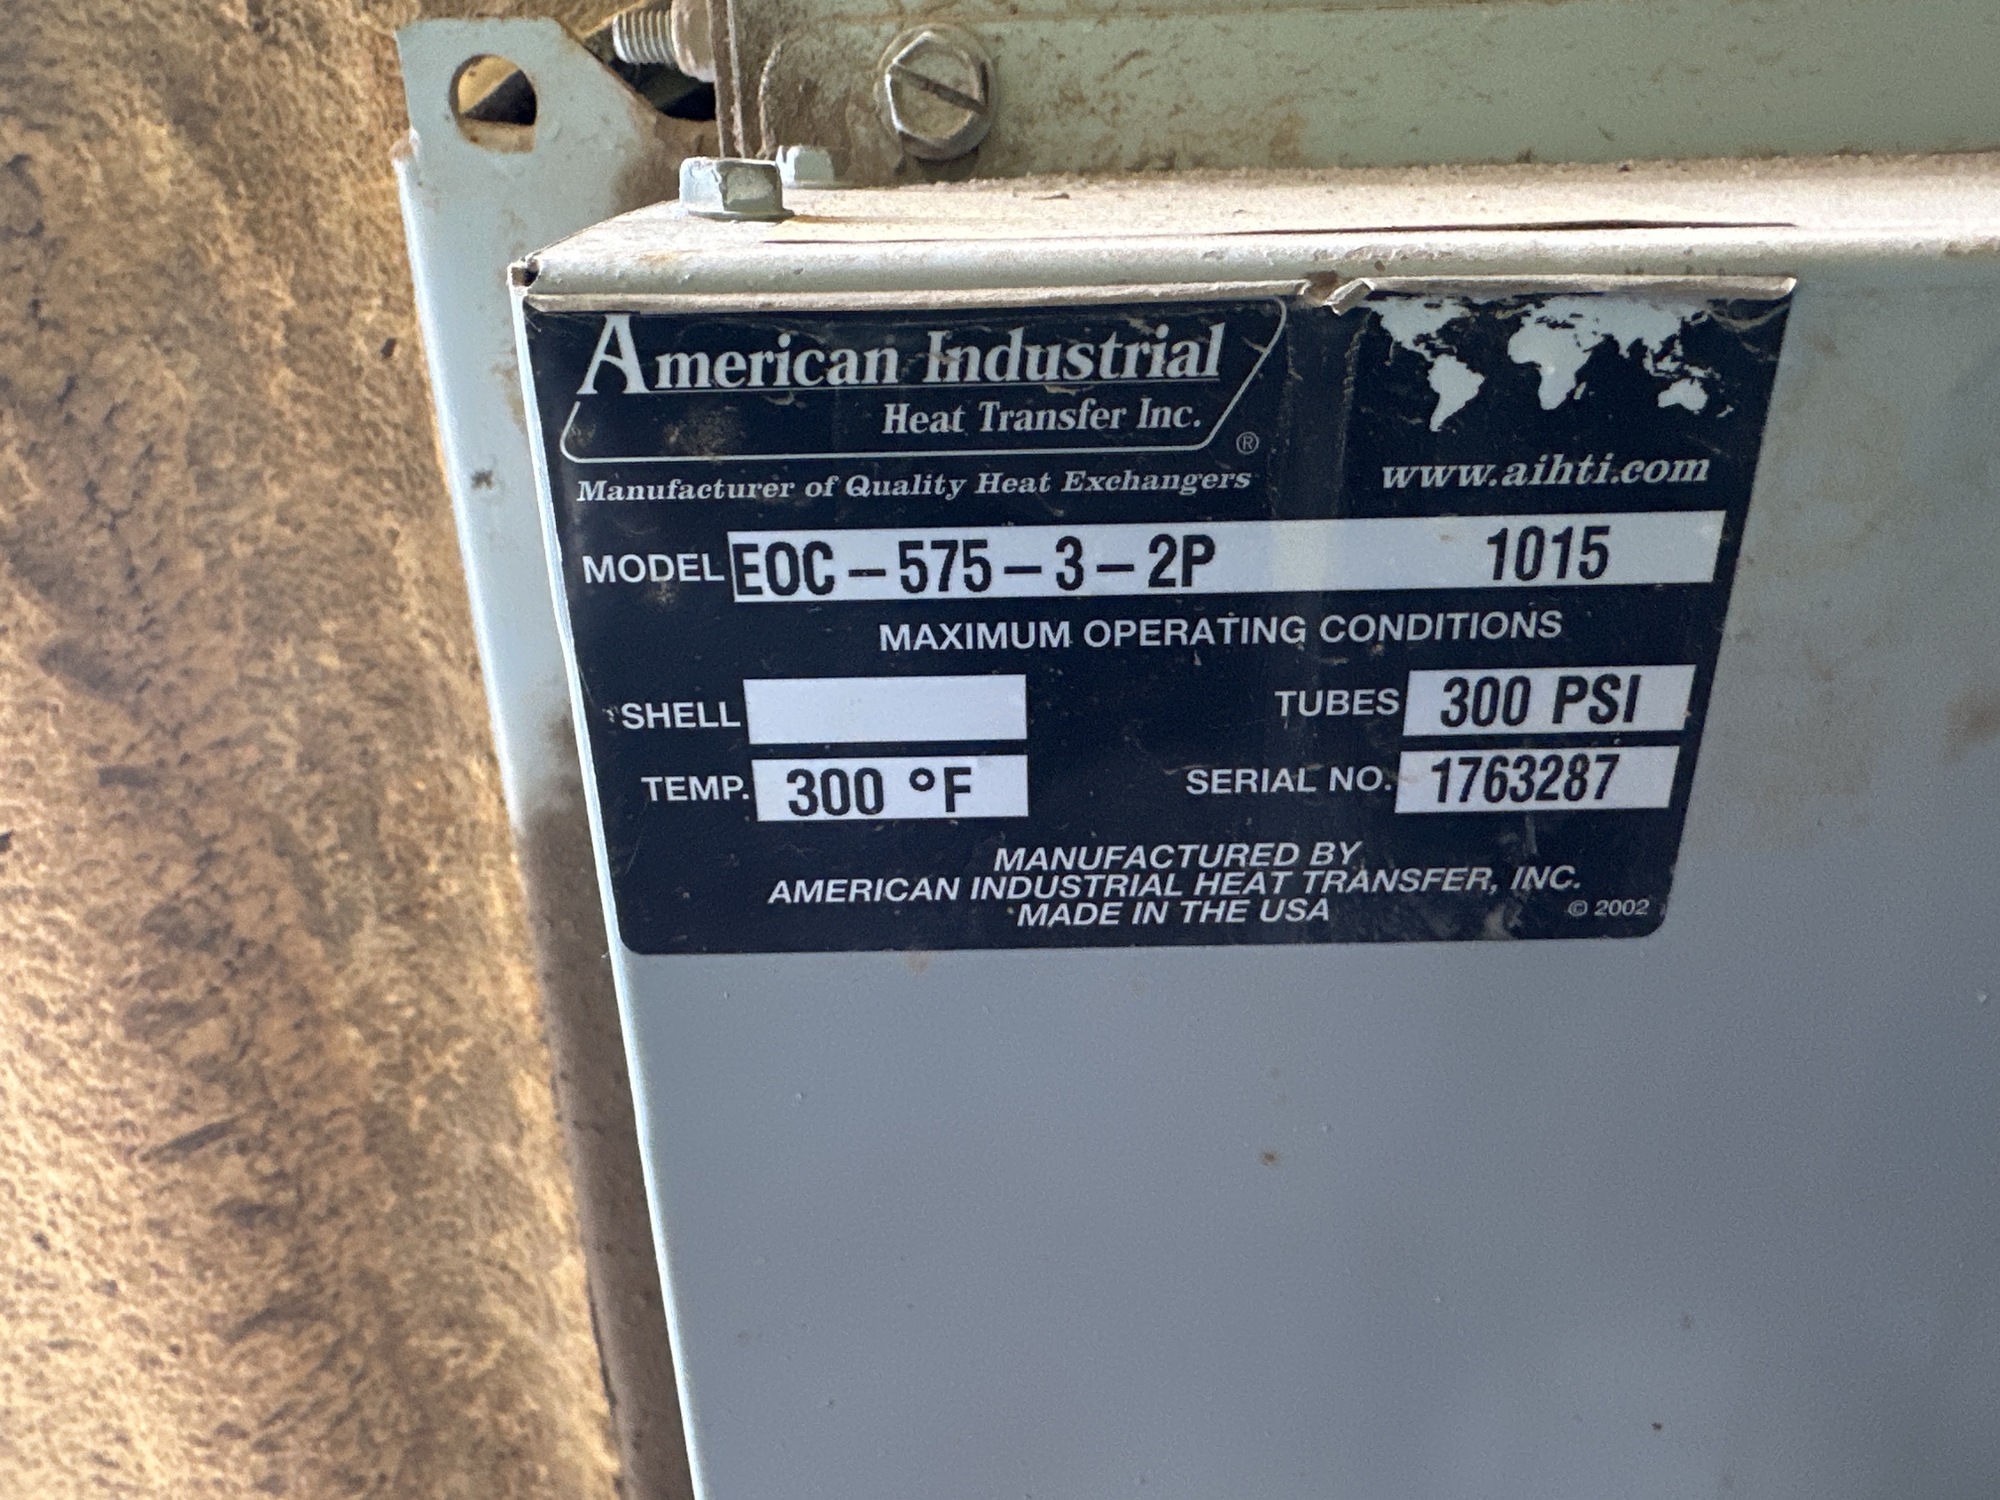 American Industrial
Heat Transfer Inc.
®
Manufacturer of Quality Heat Exchangers
www.aihti.com
MODEL EOC-575-3-2P 1015
MAXIMUM OPERATING CONDITIONS
SHELL TUBES 300 PSI
TEMP. 300 °F SERIAL NO. 1763287
MANUFACTURED BY
AMERICAN INDUSTRIAL HEAT TRANSFER, INC.
MADE IN THE USA © 2002